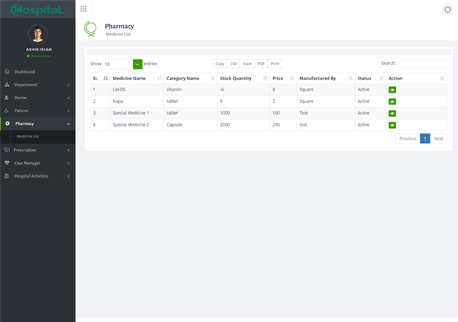 Hospital.
ASHIK ISLAM
Dashboard
Department
Doctor
Patient
Pharmacy
Medicine List
Prescription
Case Manager
Hospital Activities
Pharmacy
Medicine List
Show 10 entries
Copy CSV Excel PDF Print
Search:
SL Medicine Name Category Name Stock Quantity Price Manufactured By Status Action
1 Cal-DS Vitamin -6 8 Square Active
2 Napa tablet 9 2 Square Active
3 Special Medicine 1 tablet 1000 100 Test Active
4 Special Medicine 2 Capsule 2000 200 test Active
Previous 1 Next